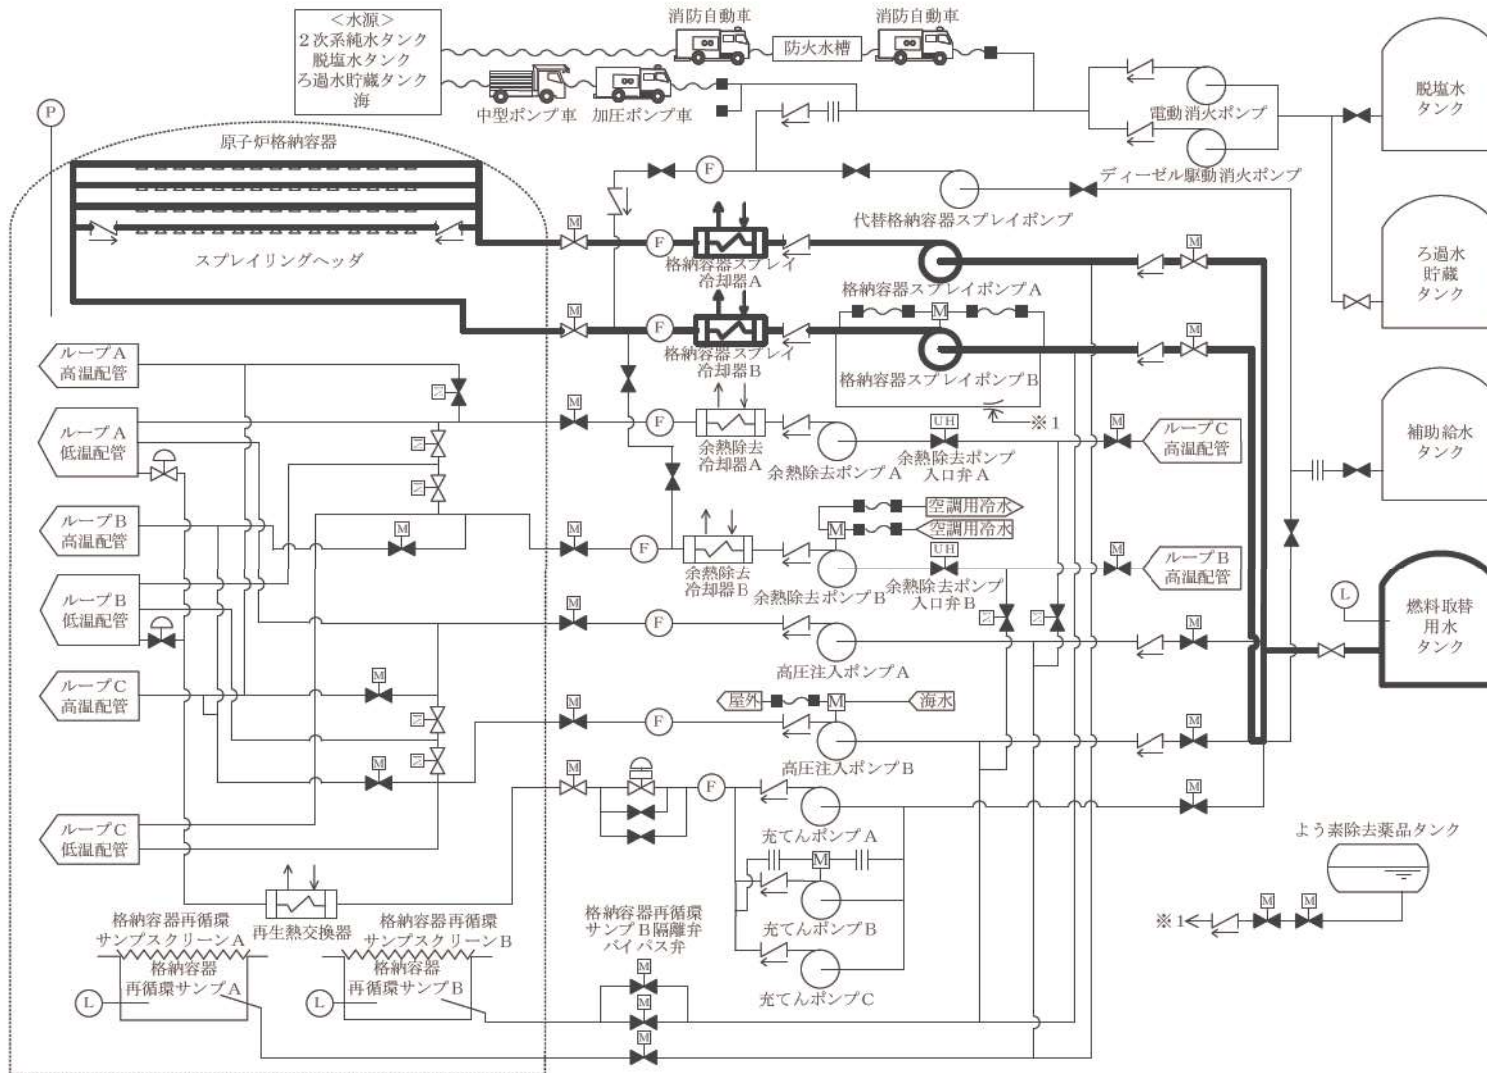 <水源>
2次系純水タンク
脱塩水タンク
ろ過水貯蔵タンク
海
消防自動車
防火水槽
消防自動車
中型ポンプ車
加圧ポンプ車
電動消火ポンプ
ディーゼル駆動消火ポンプ
脱塩水
タンク
P
原子炉格納容器
スプレイリングヘッダ
F
代替格納容器スプレイポンプ
M
F
格納容器スプレイ
冷却器A
格納容器スプレイポンプA
M
ろ過水
貯蔵
タンク
M
F
格納容器スプレイ
冷却器B
M
格納容器スプレイポンプB
M
※1
ループA
高温配管
ループA
低温配管
M
F
余熱除去
冷却器A
余熱除去ポンプA
UH
余熱除去ポンプ
入口弁A
M
ループC
高温配管
補助給水
タンク
ループB
高温配管
M
M
F
余熱除去
冷却器B
空調用冷水
空調用冷水
M
余熱除去ポンプB
UH
余熱除去ポンプ
入口弁B
M
ループB
高温配管
ループB
低温配管
M
F
高圧注入ポンプA
M
L
燃料取替
用水
タンク
ループC
高温配管
M
M
M
F
屋外
M
海水
高圧注入ポンプB
M
ループC
低温配管
M
F
充てんポンプA
M
M
充てんポンプB
充てんポンプC
よう素除去薬品タンク
※1
M
M
再生熱交換器
格納容器再循環
サンプスクリーンA
格納容器
再循環サンプA
L
格納容器再循環
サンプスクリーンB
格納容器
再循環サンプB
L
格納容器再循環
サンプB隔離弁
バイパス弁
M
M
M